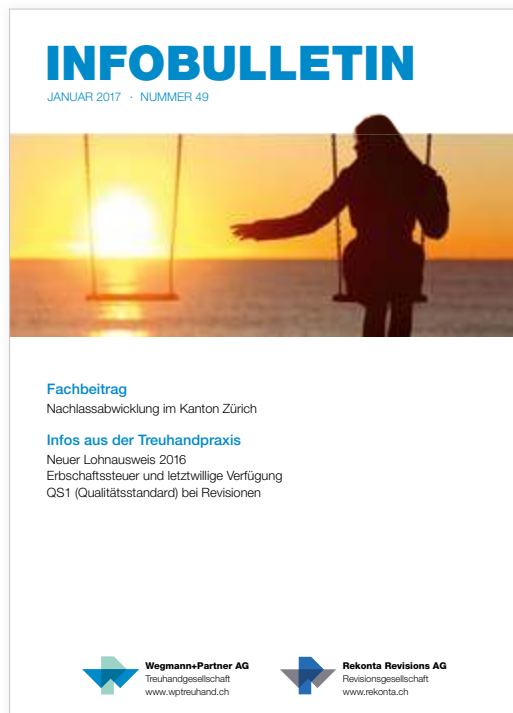 INFOBULLETIN
JANUAR 2017 · NUMMER 49
Fachbeitrag
Nachlassabwicklung im Kanton Zürich
Infos aus der Treuhandpraxis
Neuer Lohnausweis 2016
Erbschaftssteuer und letztwillige Verfügung
QS1 (Qualitätsstandard) bei Revisionen
Wegmann+Partner AG
Treuhandgesellschaft
www.wptreuhand.ch
Rekonta Revisions AG
Revisionsgesellschaft
www.rekonta.ch